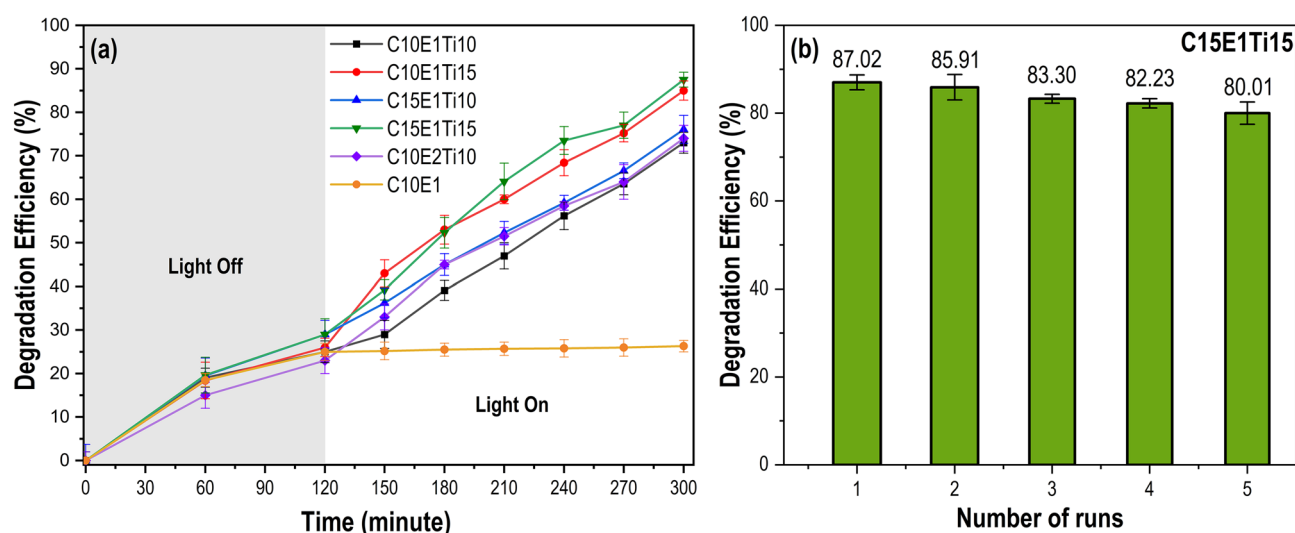 (a)
C10E1Ti10
C10E1Ti15
C15E1Ti10
C15E1Ti15
C10E2Ti10
C10E1
Light Off
Light On
Degradation Efficiency (%)
100
90
80
70
60
50
40
30
20
10
0
0 60 120 150 180 210 240 270 300
Time (minute)
(b)
C15E1Ti15
87.02 85.91 83.30 82.23 80.01
Degradation Efficiency (%)
100
80
60
40
20
0
1 2 3 4 5
Number of runs